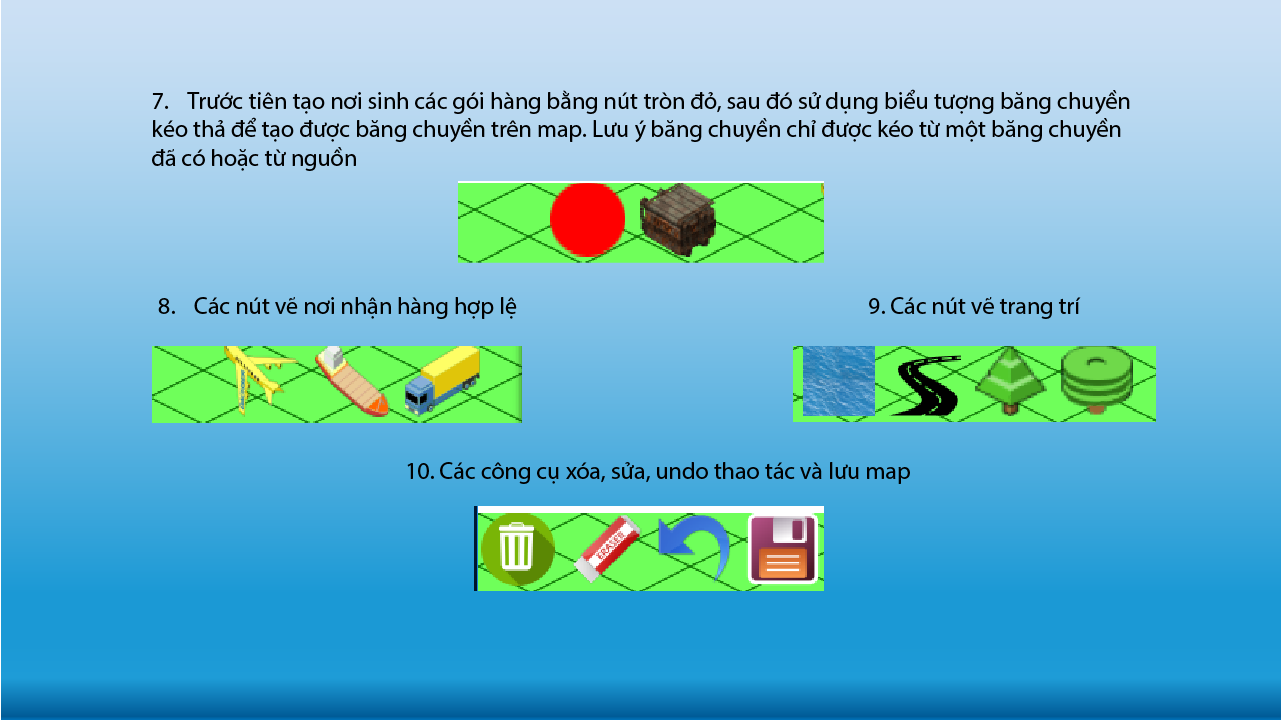 7. Trước tiên tạo nơi sinh các gói hàng bằng nút tròn đỏ, sau đó sử dụng biểu tượng băng chuyền
kéo thả để tạo được băng chuyền trên map. Lưu ý băng chuyền chỉ được kéo từ một băng chuyền
đã có hoặc từ nguồn
8. Các nút vẽ nơi nhận hàng hợp lệ
9. Các nút vẽ trang trí
10. Các công cụ xóa, sửa, undo thao tác và lưu map
ERASER